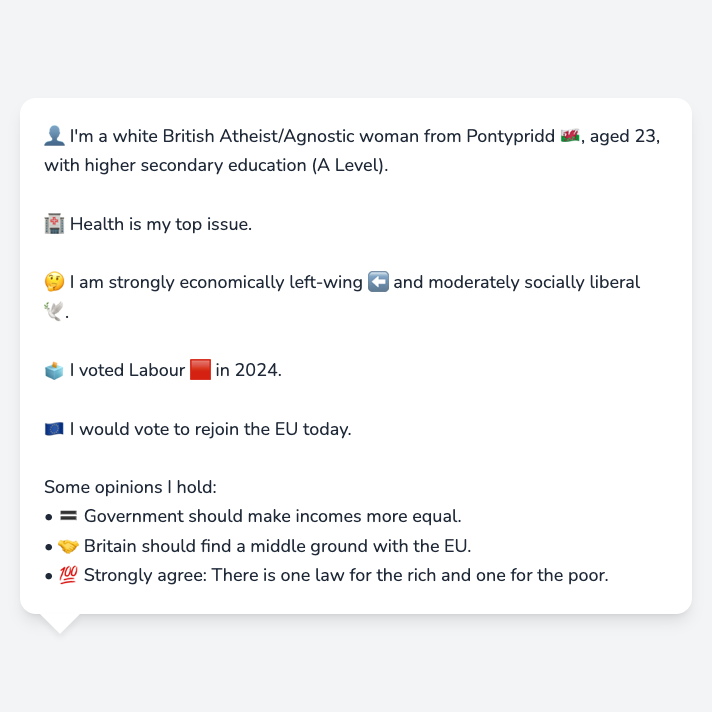 👤 I'm a white British Atheist/Agnostic woman from Pontypridd 🏴󠁧󠁢󠁷󠁬󠁳󠁿, aged 23,
with higher secondary education (A Level).
🏥 Health is my top issue.
🤔 I am strongly economically left-wing ⬅️ and moderately socially liberal
🕊️.
🗳️ I voted Labour 🟥 in 2024.
🇪🇺 I would vote to rejoin the EU today.
Some opinions I hold:
• 🟰 Government should make incomes more equal.
• 🤝 Britain should find a middle ground with the EU.
• 💯 Strongly agree: There is one law for the rich and one for the poor.